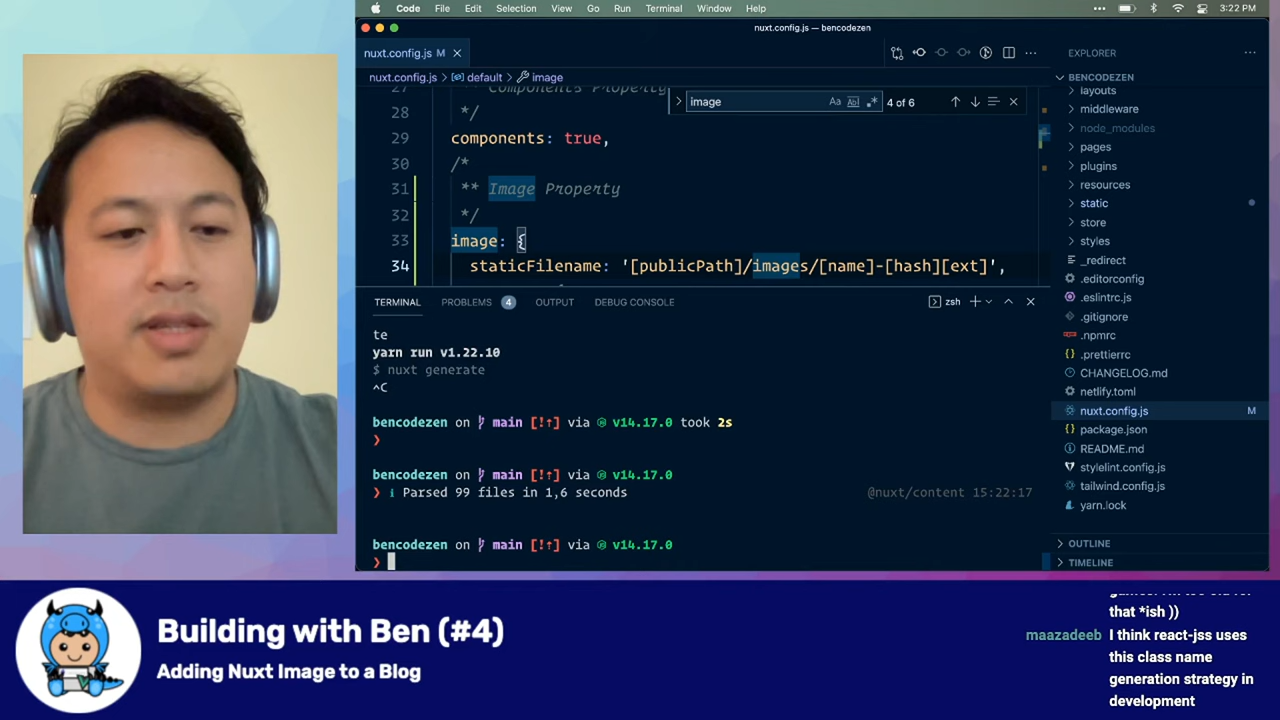 Code File Edit Selection View Go Run Terminal Window Help
3:22 PM
nuxt.config.js — bencodezen
nuxt.config.js M
nuxt.config.js > default > image
27 ** Components Property
28 */
29 components: true,
30 /*
31 ** Image Property
32 */
33 image: {
34 staticFilename: '[publicPath]/images/[name]-[hash][ext]',
image
Aa
4 of 6
TERMINAL PROBLEMS 4 OUTPUT DEBUG CONSOLE
zsh
te
yarn run v1.22.10
$ nuxt generate
^C
bencodezen on main [!↑] via v14.17.0 took 2s
❯
bencodezen on main [!↑] via v14.17.0
❯ ℹ Parsed 99 files in 1,6 seconds @nuxt/content 15:22:17
bencodezen on main [!↑] via v14.17.0
❯
EXPLORER
BENCODEZEN
layouts
middleware
node_modules
pages
plugins
resources
static
store
styles
_redirect
.editorconfig
.eslintrc.js
.gitignore
.npmrc
.prettierrc
CHANGELOG.md
netlify.toml
nuxt.config.js M
package.json
README.md
stylelint.config.js
tailwind.config.js
yarn.lock
OUTLINE
TIMELINE
Building with Ben (#4)
Adding Nuxt Image to a Blog
that *ish ))
maazadeeb I think react-jss uses
this class name
generation strategy in
development